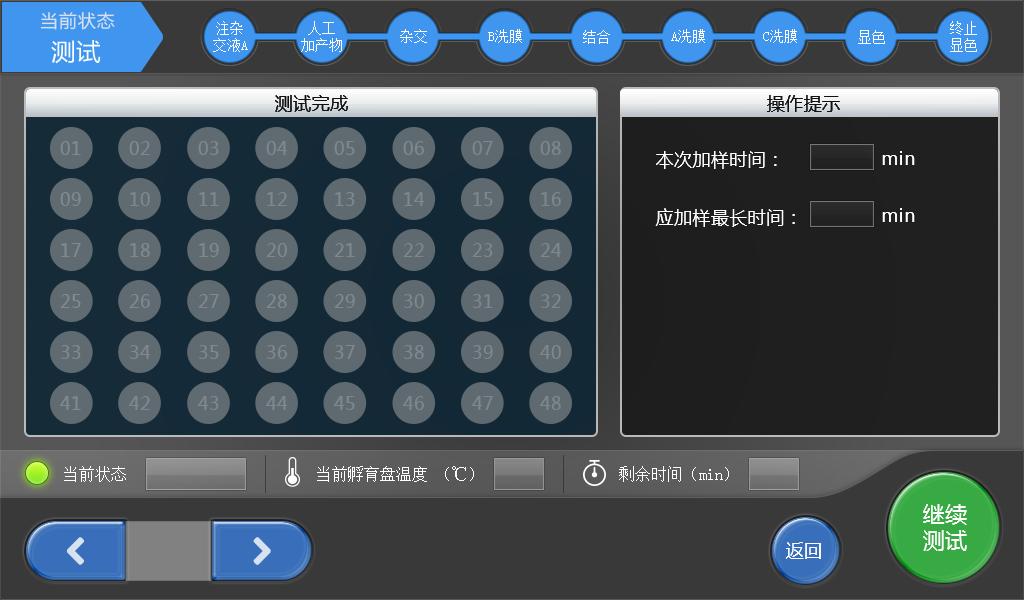 当前状态
测试
注杂
交液A
人工
加产物
杂交
B洗膜
结合
A洗膜
C洗膜
显色
终止
显色
测试完成
01 02 03 04 05 06 07 08
09 10 11 12 13 14 15 16
17 18 19 20 21 22 23 24
25 26 27 28 29 30 31 32
33 34 35 36 37 38 39 40
41 42 43 44 45 46 47 48
操作提示
本次加样时间： min
应加样最长时间： min
当前状态
当前孵育盘温度 （℃）
剩余时间（min）
返回
继续
测试